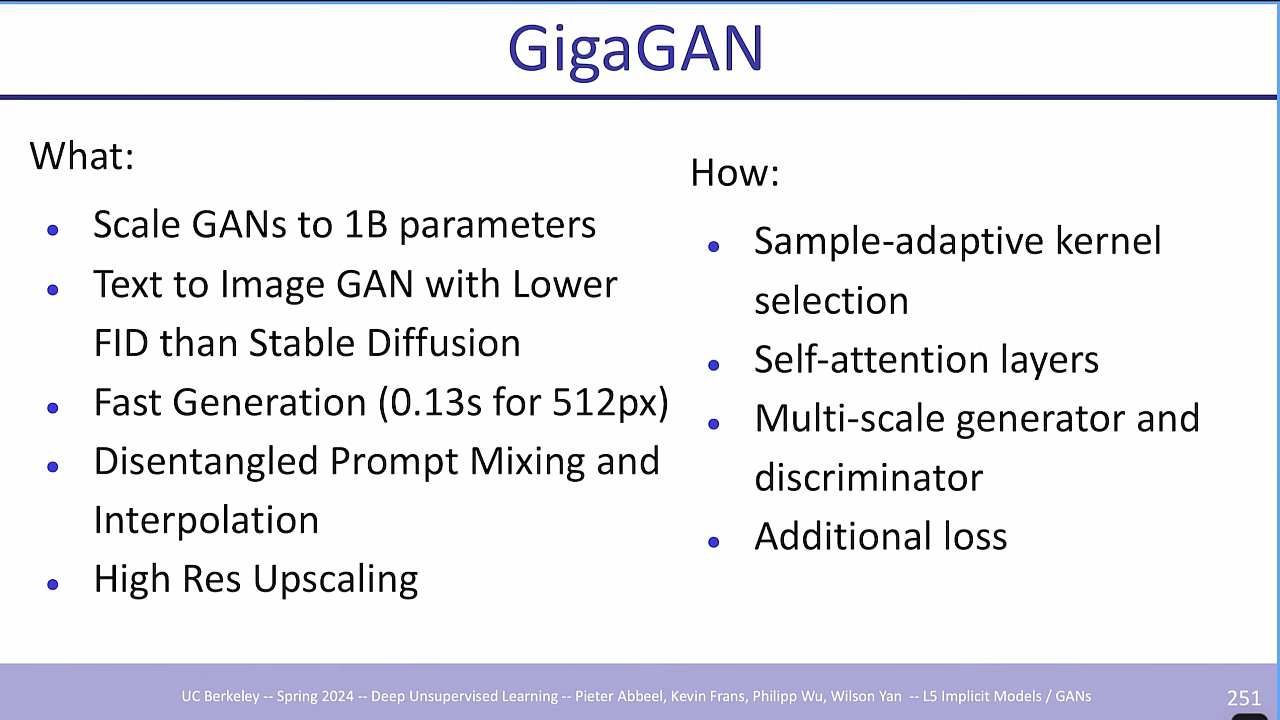 GigaGAN
What:
• Scale GANs to 1B parameters
• Text to Image GAN with Lower
FID than Stable Diffusion
• Fast Generation (0.13s for 512px)
• Disentangled Prompt Mixing and
Interpolation
• High Res Upscaling
How:
• Sample-adaptive kernel
selection
• Self-attention layers
• Multi-scale generator and
discriminator
• Additional loss
UC Berkeley -- Spring 2024 -- Deep Unsupervised Learning -- Pieter Abbeel, Kevin Frans, Philipp Wu, Wilson Yan -- L5 Implicit Models / GANs
251